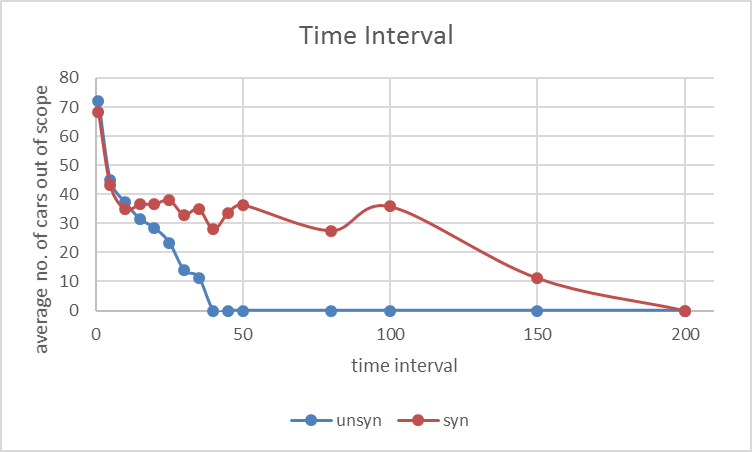 Time Interval
average no. of cars out of scope
80
70
60
50
40
30
20
10
0
0 50 100 150 200
time interval
unsyn syn